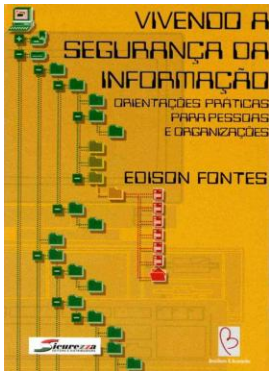 VIVENDO A
SEGURANÇA DA
INFORMAÇÃO
ORIENTAÇÕES PRÁTICAS
PARA PESSOAS
E ORGANIZAÇÕES
EDISON FONTES
Sicurezza